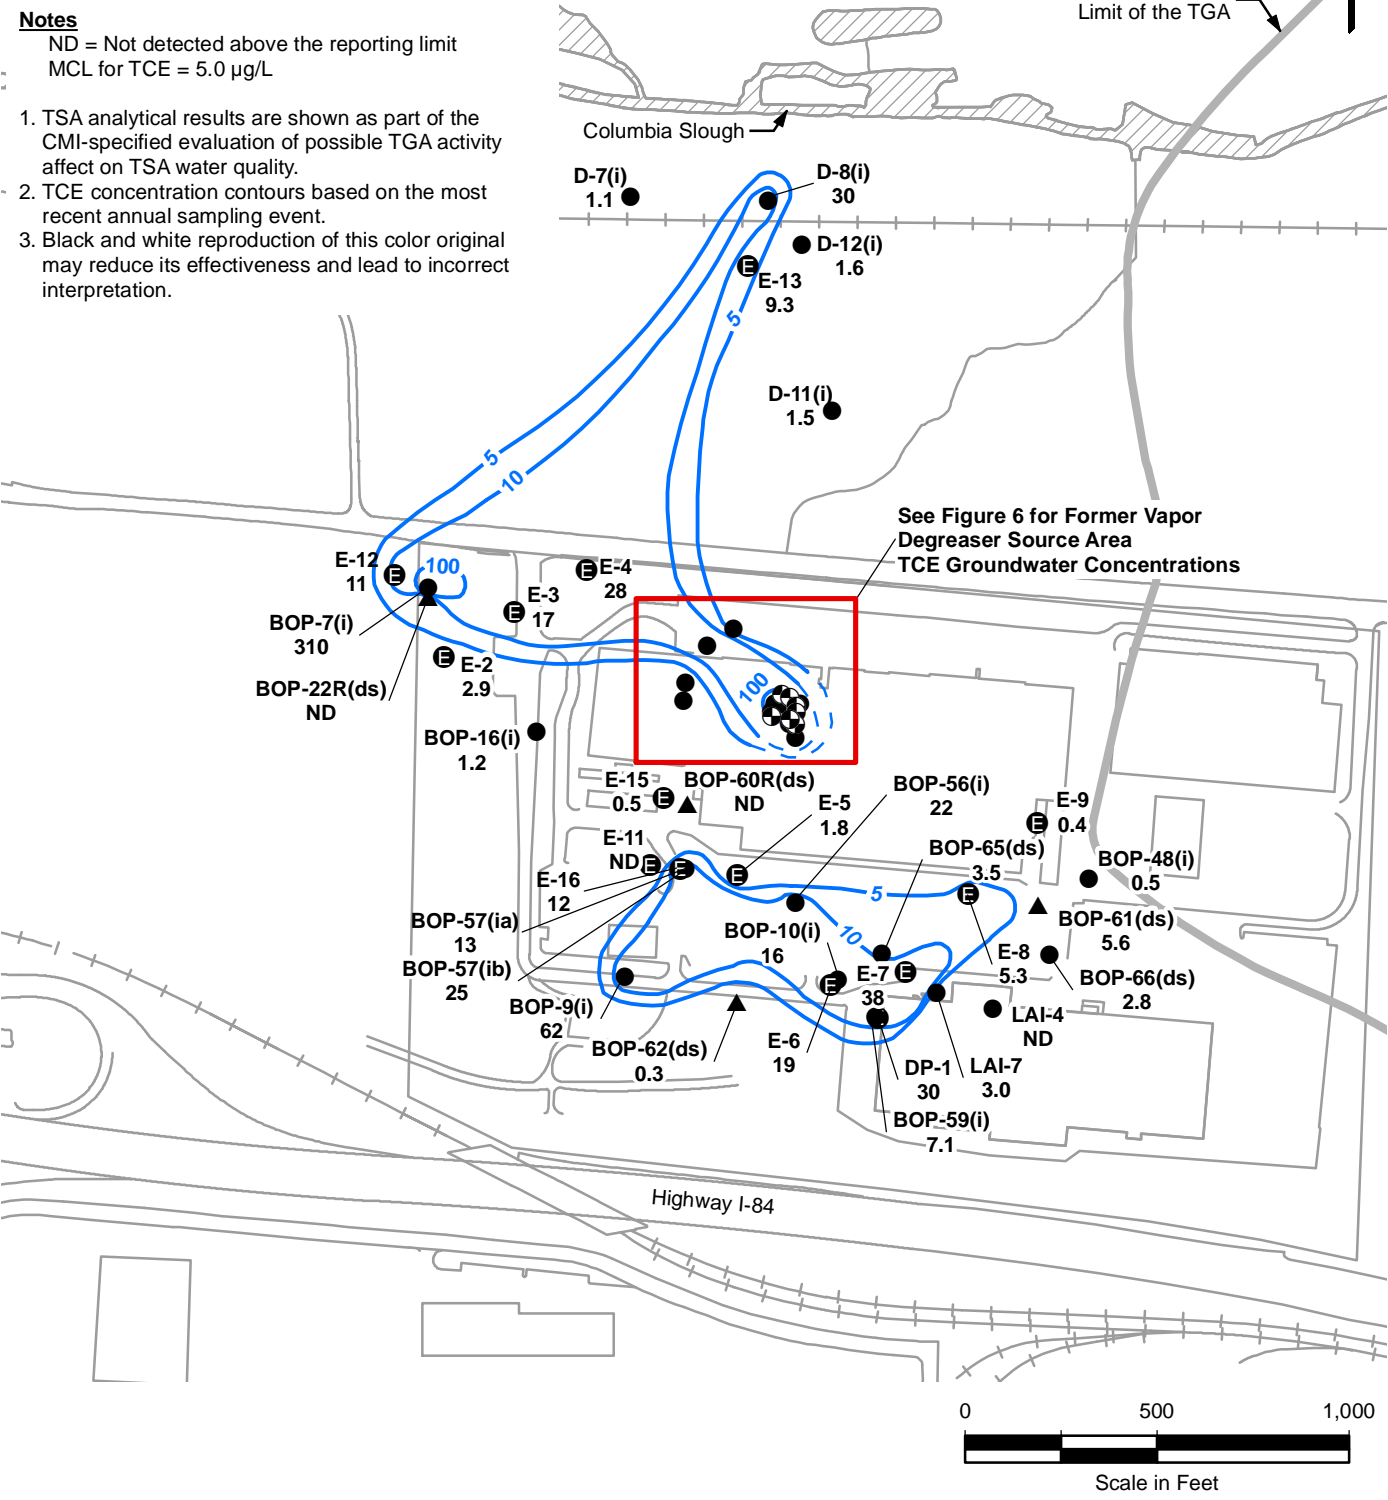 Notes
ND = Not detected above the reporting limit
MCL for TCE = 5.0 µg/L
1. TSA analytical results are shown as part of the
CMI-specified evaluation of possible TGA activity
affect on TSA water quality.
2. TCE concentration contours based on the most
recent annual sampling event.
3. Black and white reproduction of this color original
may reduce its effectiveness and lead to incorrect
interpretation.
Limit of the TGA
Columbia Slough
D-7(i)
1.1
D-8(i)
30
D-12(i)
1.6
E
E-13
9.3
5
D-11(i)
1.5
5
10
See Figure 6 for Former Vapor
Degreaser Source Area
TCE Groundwater Concentrations
E-12
11
E
100
E
E-4
28
E-3
17
E
BOP-7(i)
310
E
E-2
2.9
BOP-22R(ds)
ND
100
BOP-16(i)
1.2
E-15
0.5
E
BOP-60R(ds)
ND
E-5
1.8
E
BOP-56(i)
22
E-9
0.4
E
E-11
ND
E
BOP-65(ds)
3.5
BOP-48(i)
0.5
E-16
12
E
5
E
BOP-57(ia)
13
BOP-10(i)
16
10
BOP-61(ds)
5.6
BOP-57(ib)
25
E-7
38
E
E-8
5.3
BOP-66(ds)
2.8
BOP-9(i)
62
E
LAI-4
ND
BOP-62(ds)
0.3
E-6
19
DP-1
30
LAI-7
3.0
BOP-59(i)
7.1
Highway I-84
0 500 1,000
Scale in Feet